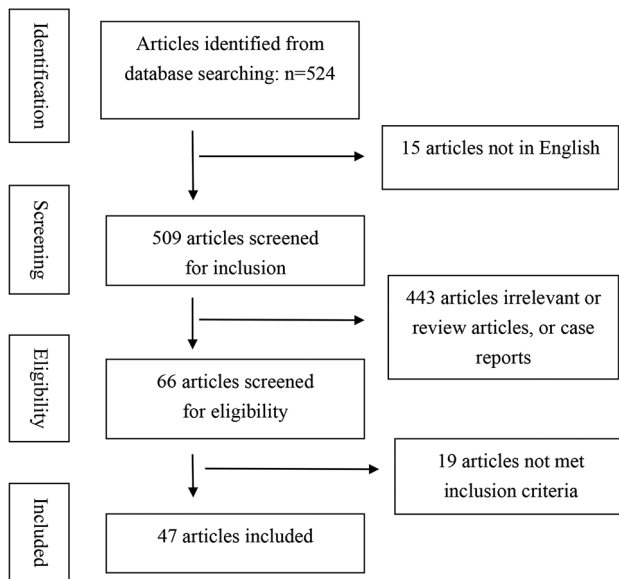 Identification
Articles identified from
database searching: n=524
15 articles not in English
Screening
509 articles screened
for inclusion
443 articles irrelevant or
review articles, or case
reports
Eligibility
66 articles screened
for eligibility
19 articles not met
inclusion criteria
Included
47 articles included